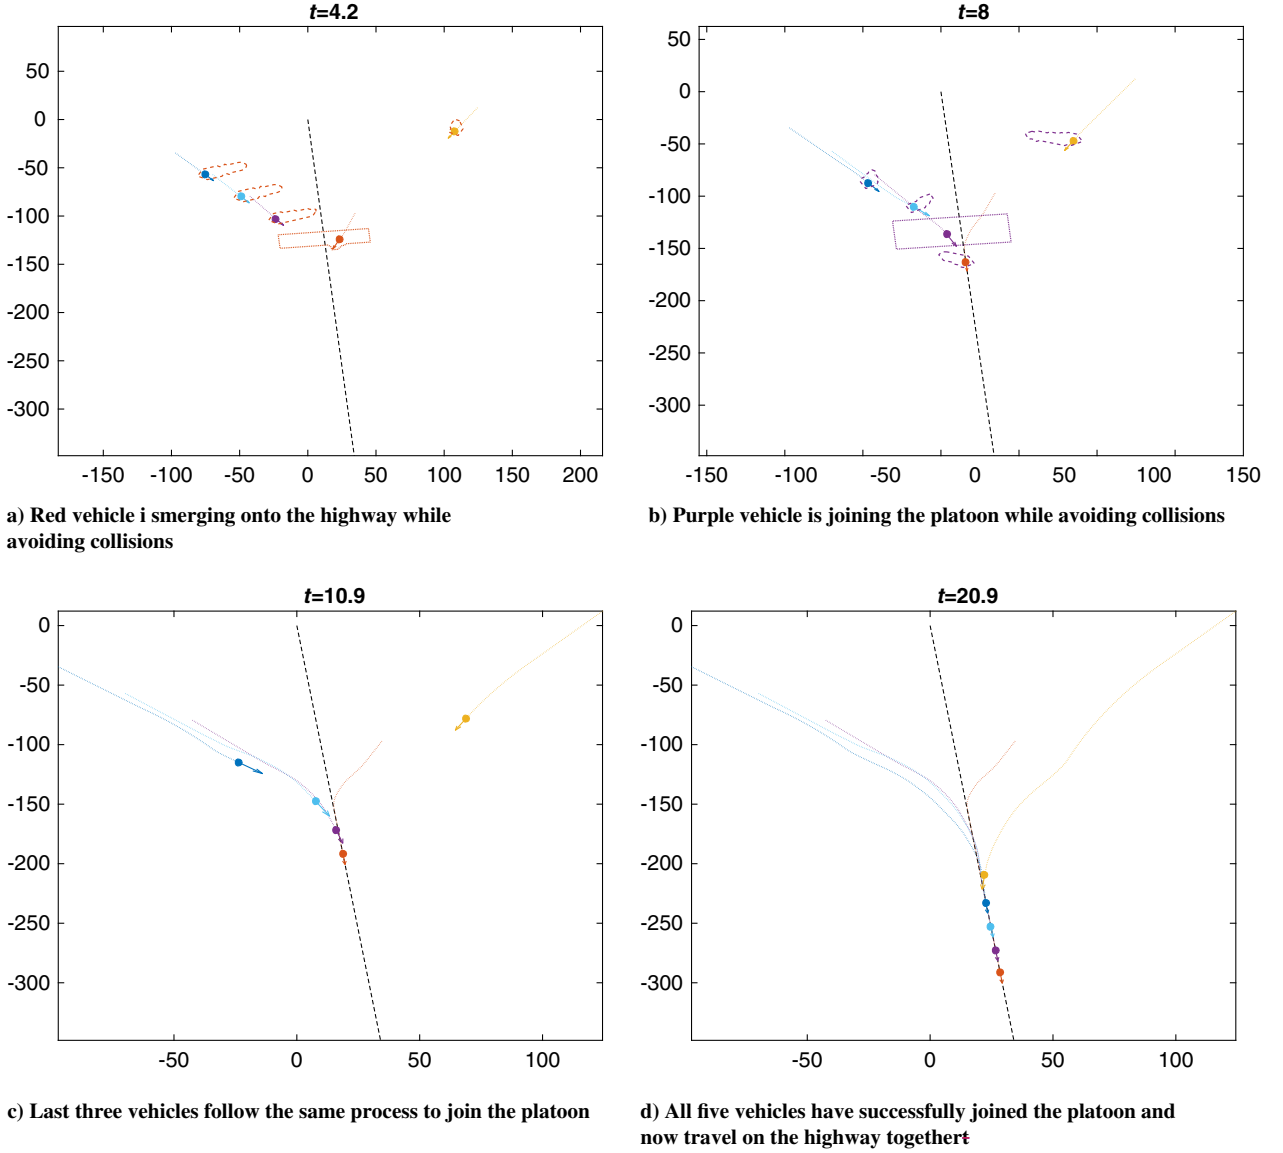 t=4.2
50
0
-50
-100
-150
-200
-250
-300
-150 -100 -50 0 50 100 150 200
a) Red vehicle i smerging onto the highway while
avoiding collisions
t=8
50
0
-50
-100
-150
-200
-250
-300
-150 -100 -50 0 50 100 150
b) Purple vehicle is joining the platoon while avoiding collisions
t=10.9
0
-50
-100
-150
-200
-250
-300
-50 0 50 100
c) Last three vehicles follow the same process to join the platoon
t=20.9
0
-50
-100
-150
-200
-250
-300
-50 0 50 100
d) All five vehicles have successfully joined the platoon and
now travel on the highway togethert